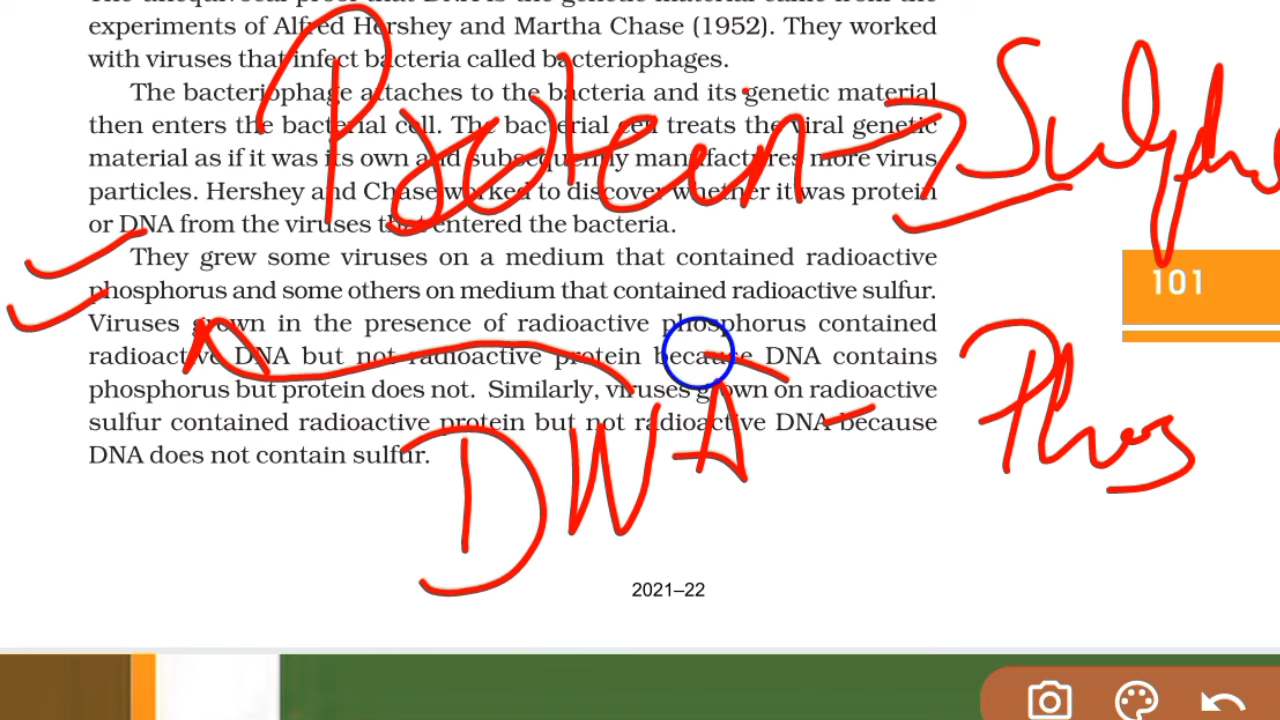 experiments of Alfred Hershey and Martha Chase (1952). They worked
with viruses that infect bacteria called bacteriophages.
The bacteriophage attaches to the bacteria and its genetic material
then enters the bacterial cell. The bacterial cell treats the viral genetic
material as if it was its own and subsequently manufactures more virus
particles. Hershey and Chase worked to discover whether it was protein
or DNA from the viruses that entered the bacteria.
They grew some viruses on a medium that contained radioactive
phosphorus and some others on medium that contained radioactive sulfur.
Viruses grown in the presence of radioactive phosphorus contained
radioactive DNA but not radioactive protein because DNA contains
phosphorus but protein does not. Similarly, viruses grown on radioactive
sulfur contained radioactive protein but not radioactive DNA because
DNA does not contain sulfur.
Protein → Sulph
101
DNA - Phos
2021–22